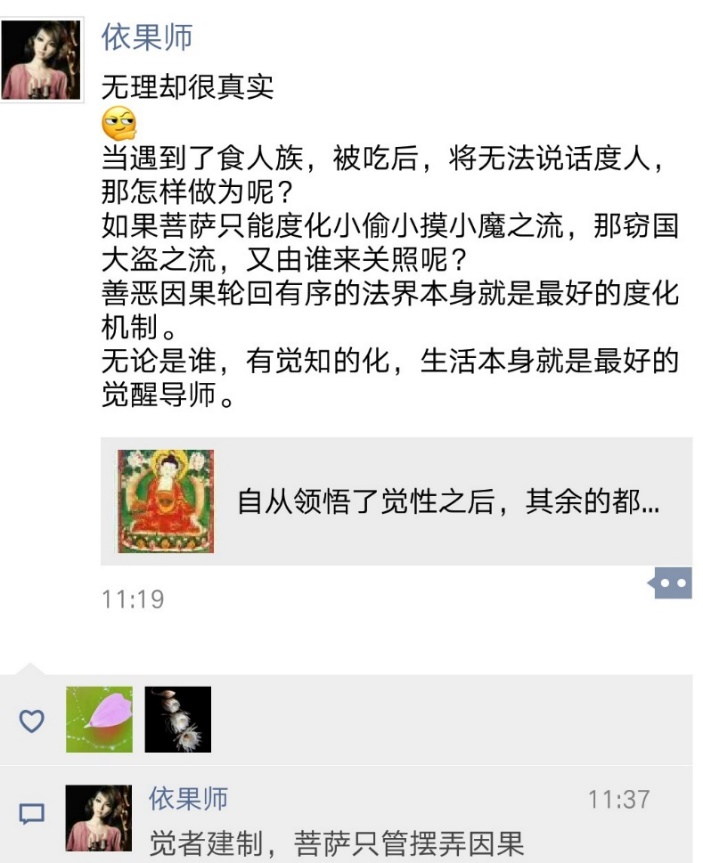 依果师
无理却很真实
当遇到了食人族，被吃后，将无法说话度人，
那怎样做为呢？
如果菩萨只能度化小偷小摸小魔之流，那窃国
大盗之流，又由谁来关照呢？
善恶因果轮回有序的法界本身就是最好的度化
机制。
无论是谁，有觉知的化，生活本身就是最好的
觉醒导师。
自从领悟了觉性之后，其余的都...
11:19
依果师
11:37
觉者建制，菩萨只管摆弄因果